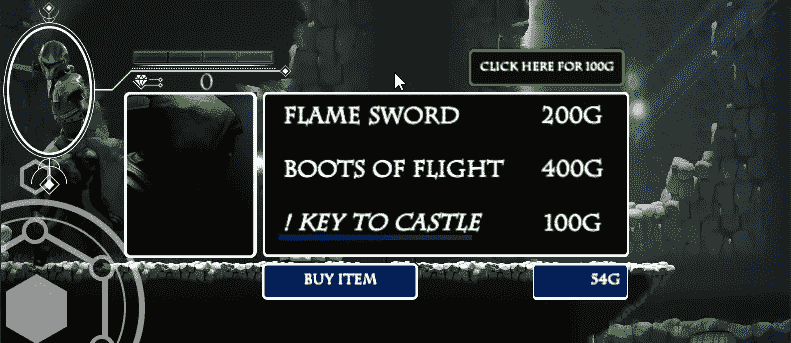 CLICK HERE FOR 100G
0
FLAME SWORD 200G
BOOTS OF FLIGHT 400G
! KEY TO CASTLE 100G
BUY ITEM 54G